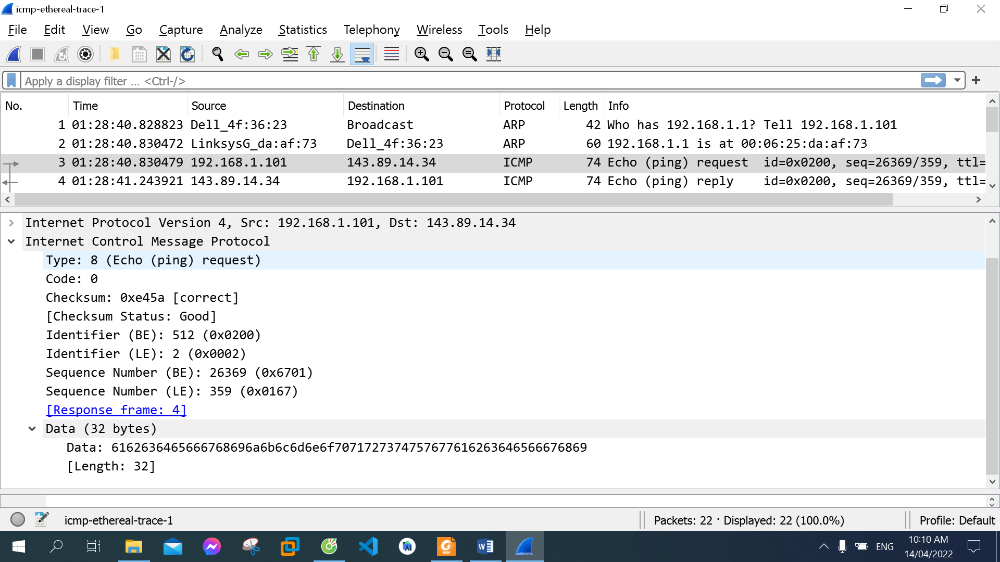 icmp-ethereal-trace-1
File Edit View Go Capture Analyze Statistics Telephony Wireless Tools Help
Apply a display filter ... <Ctrl-/>
No. Time Source Destination Protocol Length Info
1 01:28:40.828823 Dell_4f:36:23 Broadcast ARP 42 Who has 192.168.1.1? Tell 192.168.1.101
2 01:28:40.830472 LinksysG_da:af:73 Dell_4f:36:23 ARP 60 192.168.1.1 is at 00:06:25:da:af:73
3 01:28:40.830479 192.168.1.101 143.89.14.34 ICMP 74 Echo (ping) request id=0x0200, seq=26369/359, ttl=
4 01:28:41.243921 143.89.14.34 192.168.1.101 ICMP 74 Echo (ping) reply id=0x0200, seq=26369/359, ttl=
Internet Protocol Version 4, Src: 192.168.1.101, Dst: 143.89.14.34
Internet Control Message Protocol
Type: 8 (Echo (ping) request)
Code: 0
Checksum: 0xe45a [correct]
[Checksum Status: Good]
Identifier (BE): 512 (0x0200)
Identifier (LE): 2 (0x0002)
Sequence Number (BE): 26369 (0x6701)
Sequence Number (LE): 359 (0x0167)
[Response frame: 4]
Data (32 bytes)
Data: 6162636465666768696a6b6c6d6e6f7071727374757677616263646566676869
[Length: 32]
icmp-ethereal-trace-1 Packets: 22 · Displayed: 22 (100.0%) Profile: Default
ENG 10:10 AM
14/04/2022